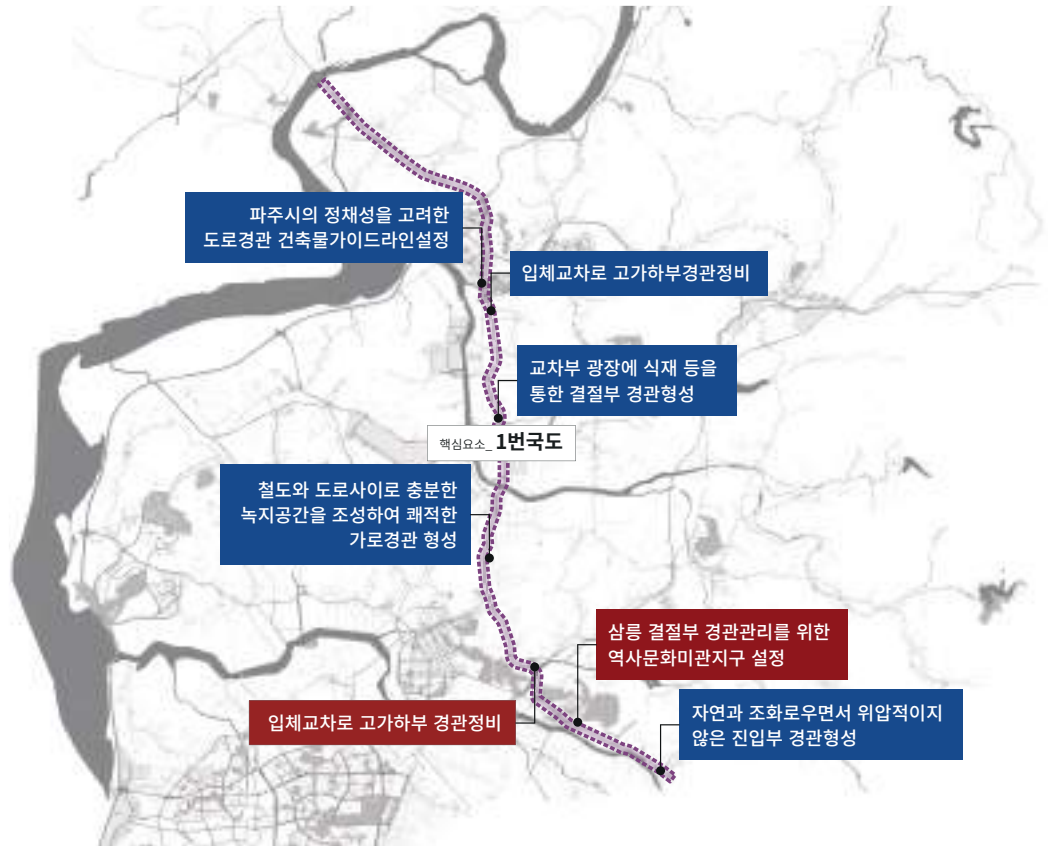 파주시의 정채성을 고려한
도로경관 건축물가이드라인설정
입체교차로 고가하부경관정비
교차부 광장에 식재 등을
통한 결절부 경관형성
핵심요소_ 1번국도
철도와 도로사이로 충분한
녹지공간을 조성하여 쾌적한
가로경관 형성
삼릉 결절부 경관관리를 위한
역사문화미관지구 설정
입체교차로 고가하부 경관정비
자연과 조화로우면서 위압적이지
않은 진입부 경관형성